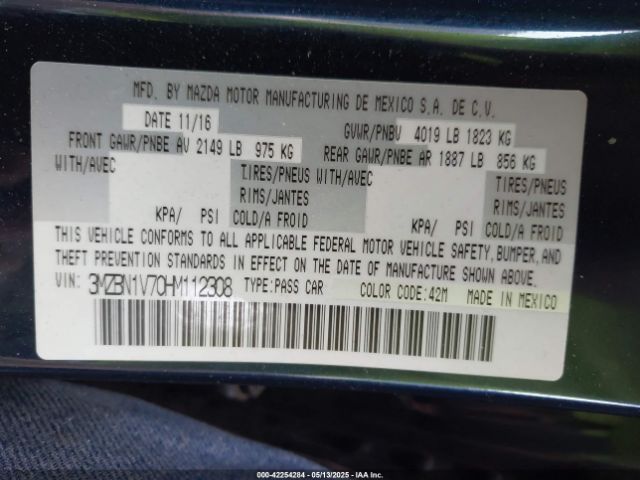 MFD. BY MAZDA MOTOR MANUFACTURING DE MEXICO S.A. DE C.V.
DATE 11/16 GVWR/PNBV 4019 LB 1823 KG
FRONT GAWR/PNBE AV 2149 LB 975 KG REAR GAWR/PNBE AR 1887 LB 856 KG
WITH/AVEC TIRES/PNEUS WITH/AVEC TIRES/PNEUS
RIMS/JANTES RIMS/JANTES
KPA/ PSI COLD/A FROID KPA/ PSI COLD/A FROID
THIS VEHICLE CONFORMS TO ALL APPLICABLE FEDERAL MOTOR VEHICLE SAFETY, BUMPER, AND
THEFT PREVENTION STANDARDS IN EFFECT ON THE DATE OF MANUFACTURE SHOWN ABOVE.
VIN: 3MZBN1V70HM112308 TYPE:PASS CAR COLOR CODE:42M MADE IN MEXICO
000-42254284 - 05/13/2025 - IAA Inc.